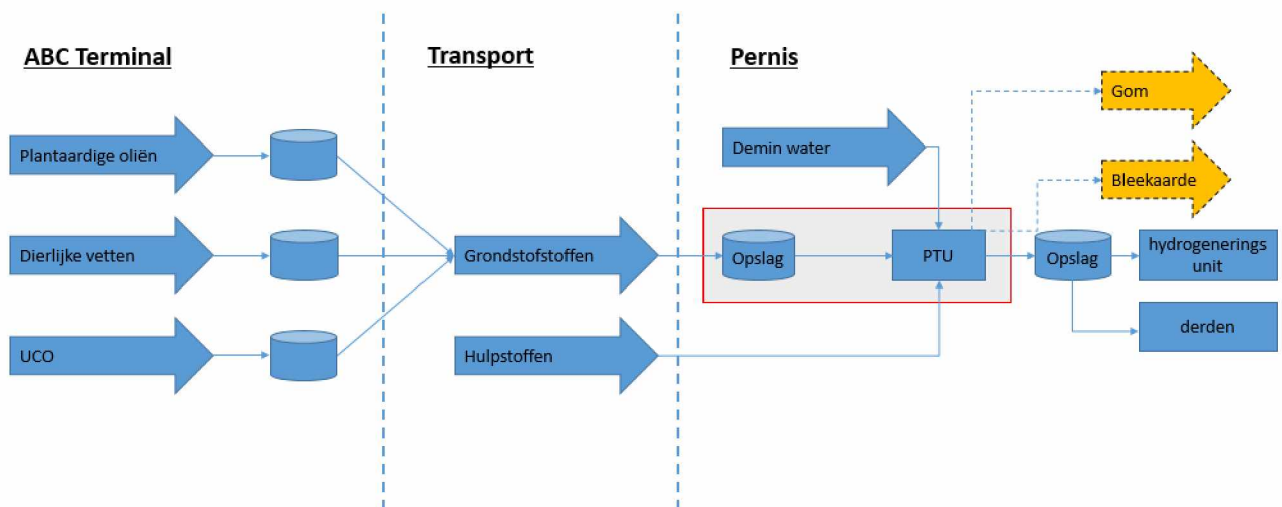 ABC Terminal
Transport
Pernis
Plantaardige oliën
Dierlijke vetten
UCO
Grondstofstoffen
Hulpstoffen
Demin water
Opslag
PTU
Gom
Bleekaarde
Opslag
hydrogenerings
unit
derden